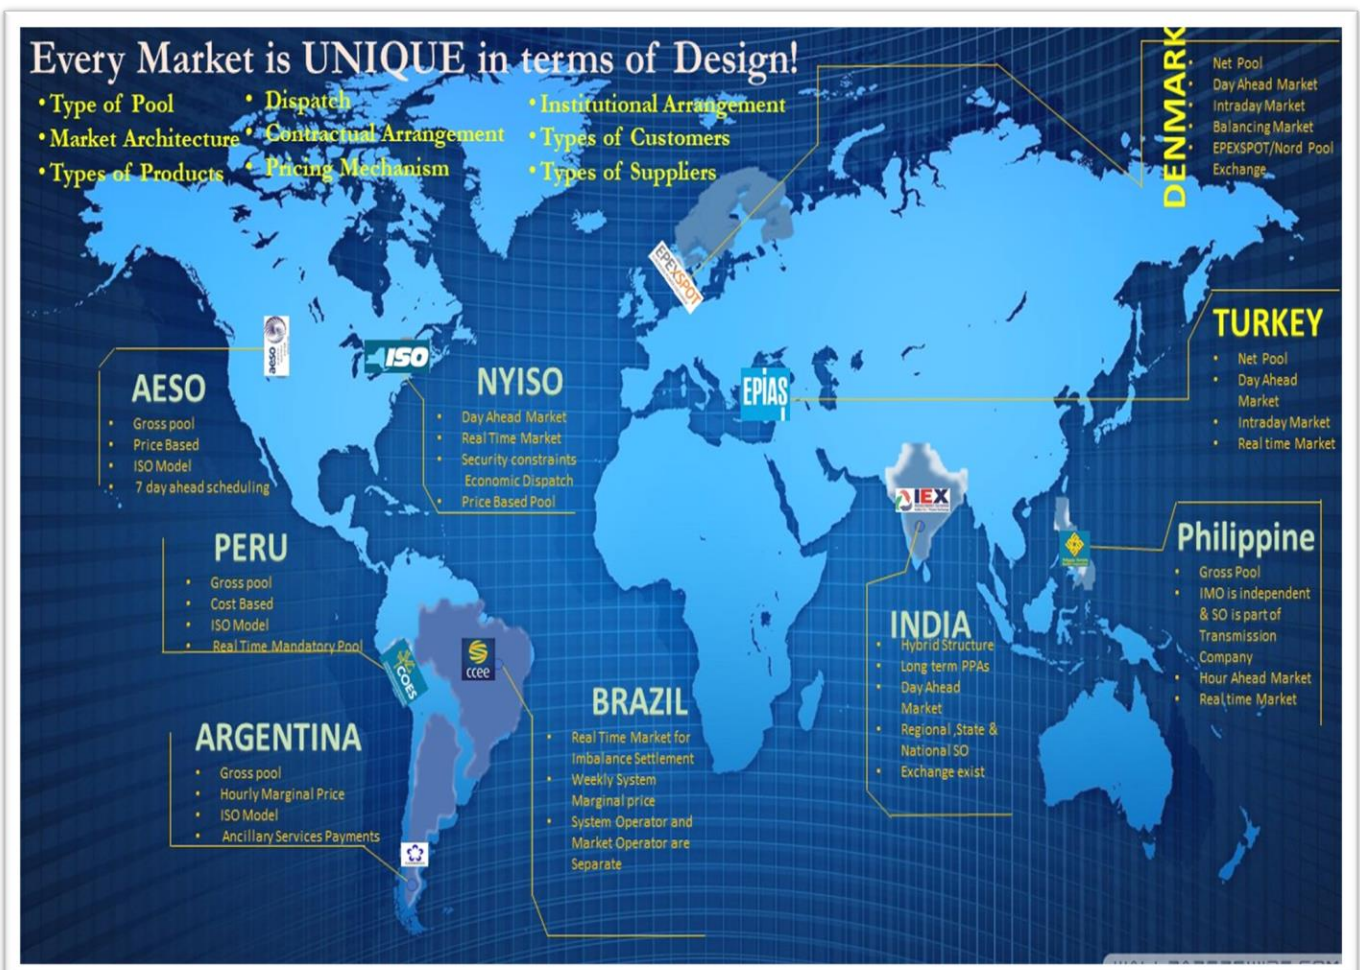 Every Market is UNIQUE in terms of Design!
• Type of Pool
• Market Architecture
• Types of Products
• Dispatch
• Contractual Arrangement
• Pricing Mechanism
• Institutional Arrangement
• Types of Customers
• Types of Suppliers
DENMARK
• Net Pool
• Day Ahead Market
• Intraday Market
• Balancing Market
• EPEXSPOT/Nord Pool
Exchange
EPEXSPOT
TURKEY
• Net Pool
• Day Ahead
Market
• Intraday Market
• Real time Market
EPİAŞ
aeso
AESO
• Gross pool
• Price Based
• ISO Model
• 7 day ahead scheduling
ISO
NYISO
• Day Ahead Market
• Real Time Market
• Security constraints
Economic Dispatch
• Price Based Pool
IEX
INDIA
• Hybrid Structure
• Long term PPAs
• Day Ahead
Market
• Regional ,State &
National SO
• Exchange exist
Philippine
• Gross Pool
• IMO is independent
& SO is part of
Transmission
Company
• Hour Ahead Market
• Real time Market
PERU
• Gross pool
• Cost Based
• ISO Model
• Real Time Mandatory Pool
COES
ccee
BRAZIL
• Real Time Market for
Imbalance Settlement
• Weekly System
Marginal price
• System Operator and
Market Operator are
Separate
ARGENTINA
• Gross pool
• Hourly Marginal Price
• ISO Model
• Ancillary Services Payments